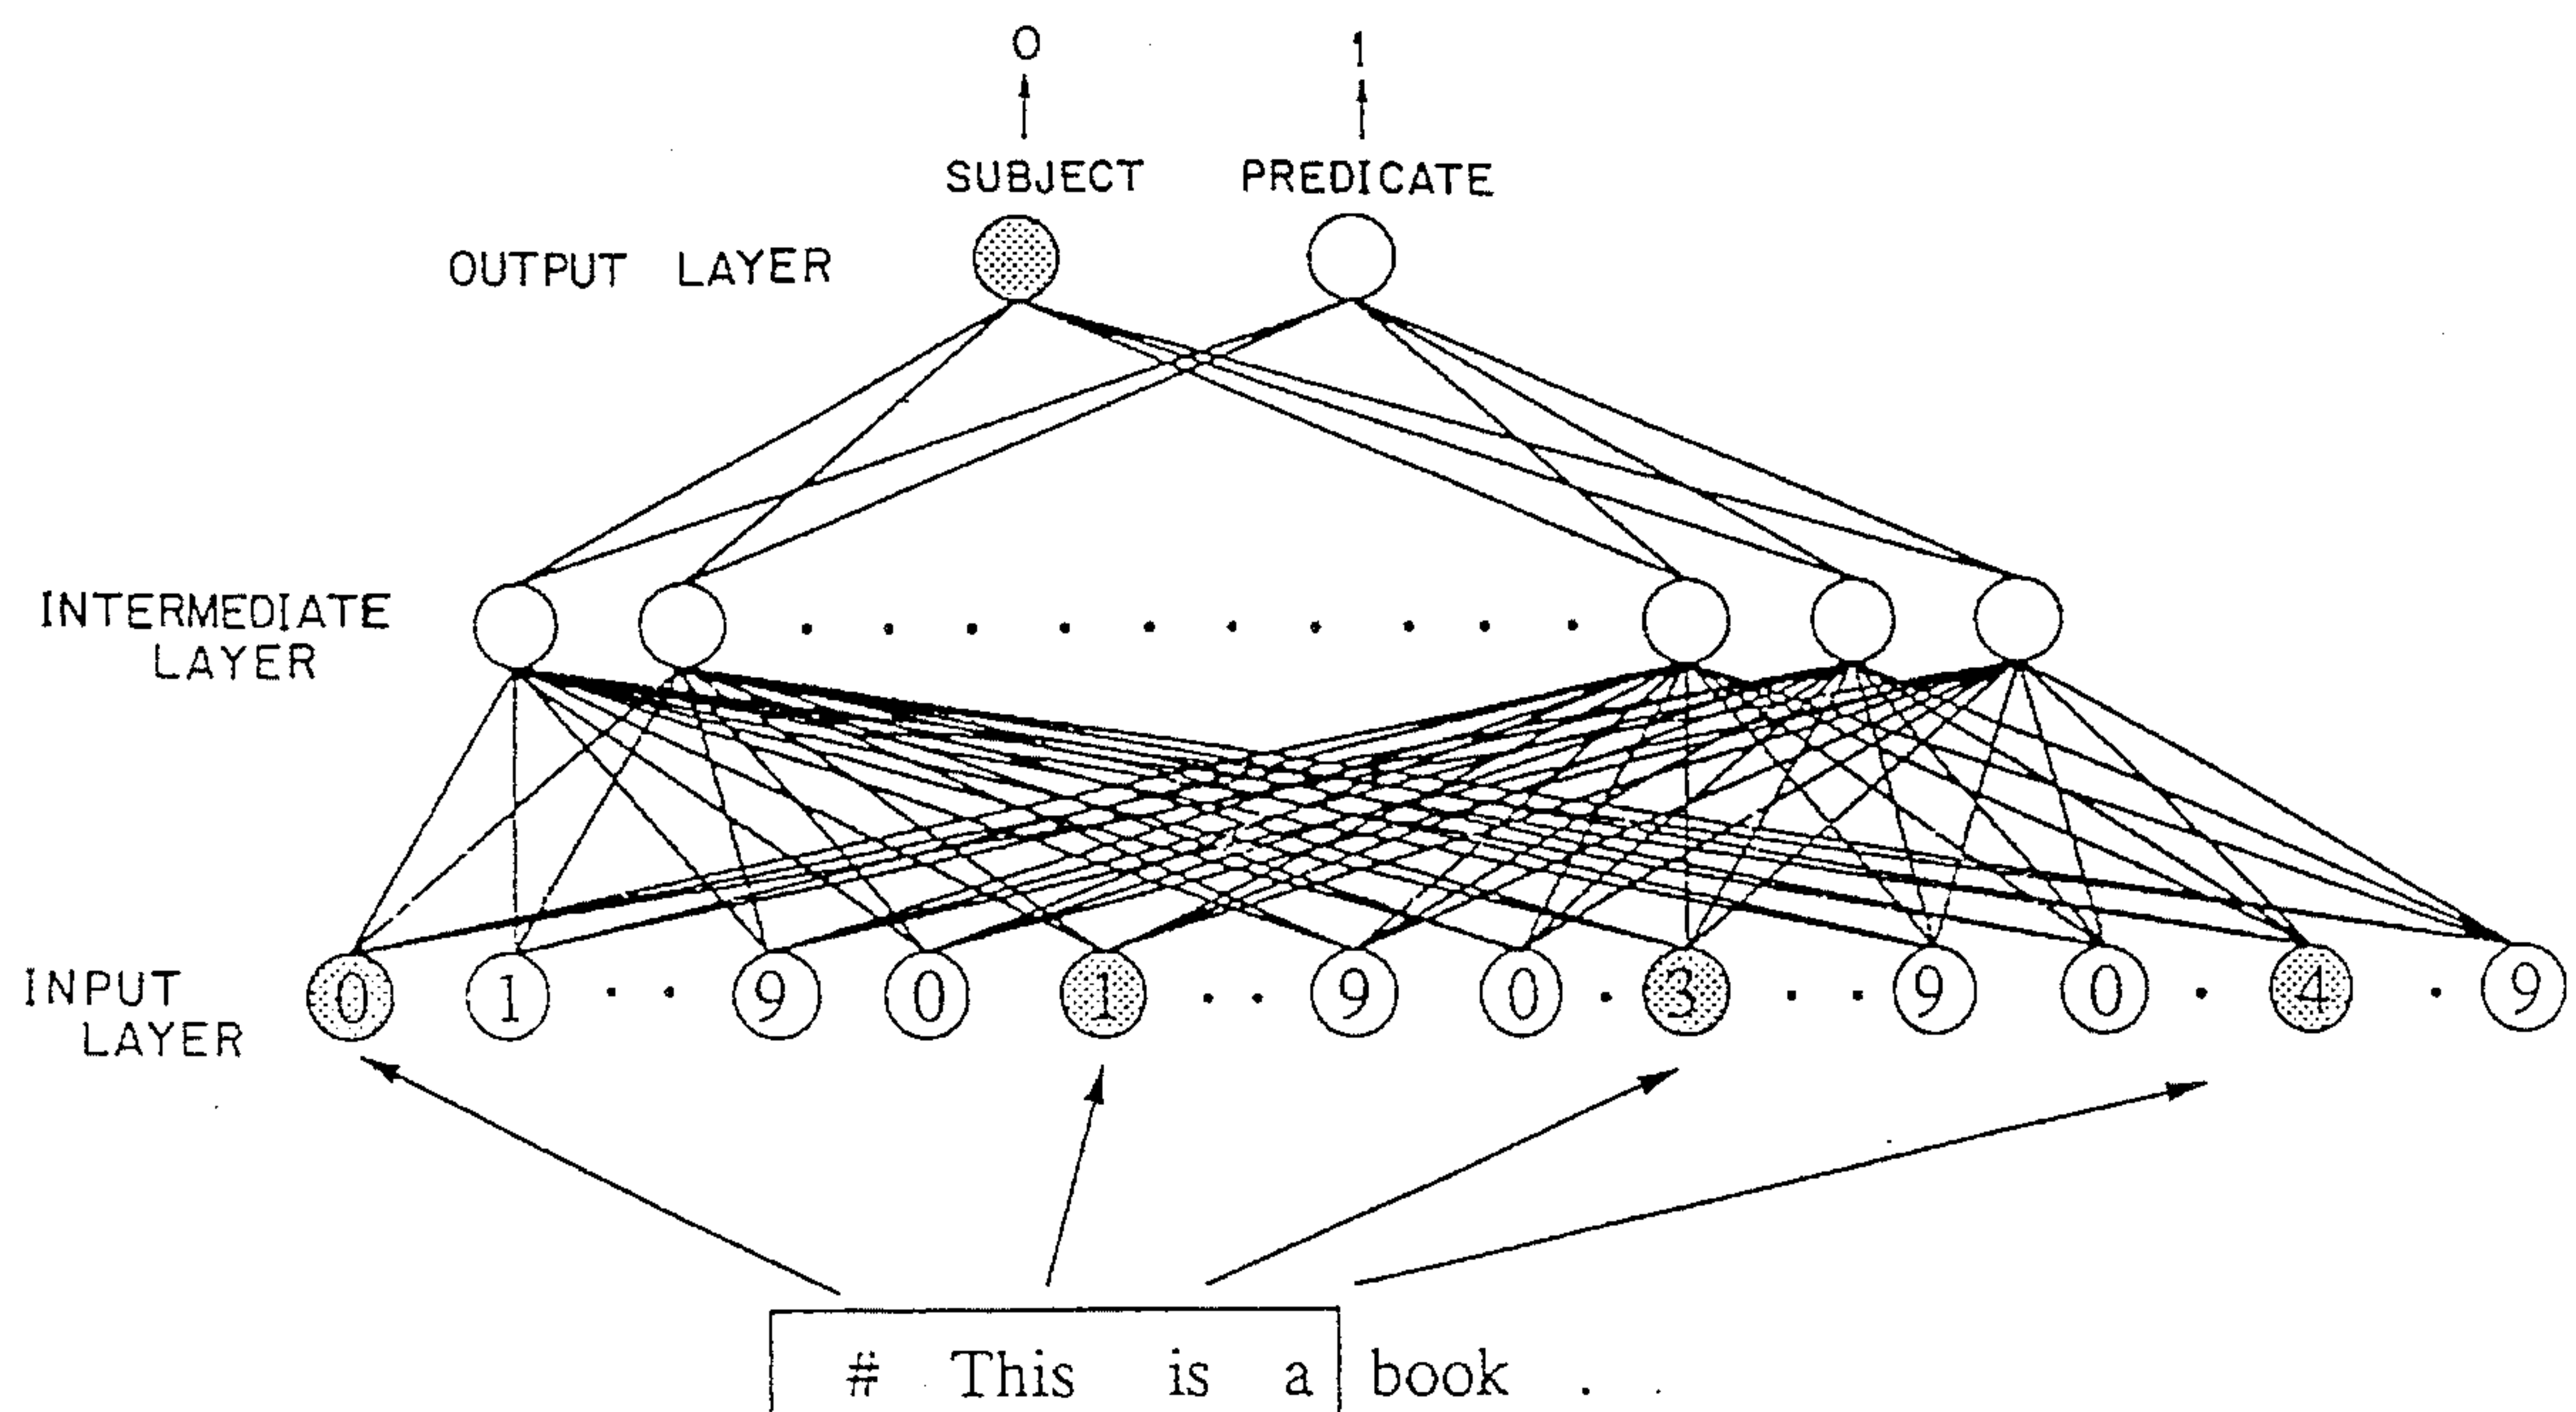 0 1
SUBJECT PREDICATE
OUTPUT LAYER
INTERMEDIATE
LAYER
INPUT
LAYER
0 1 . . 9 0 1 . . 9 0 . 3 . . 9 0 . 4 . 9
# This is a book .